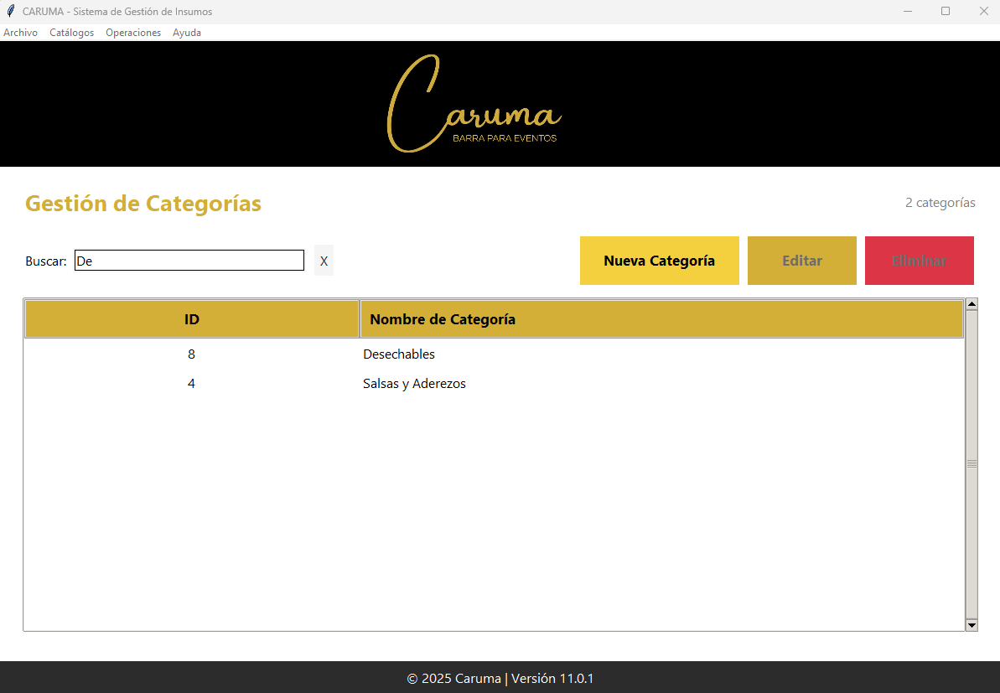 CARUMA - Sistema de Gestión de Insumos
Archivo Catálogos Operaciones Ayuda
Caruma
BARRA PARA EVENTOS
Gestión de Categorías
2 categorías
Buscar: De X
Nueva Categoría Editar Eliminar
ID Nombre de Categoría
8 Desechables
4 Salsas y Aderezos
© 2025 Caruma | Versión 11.0.1